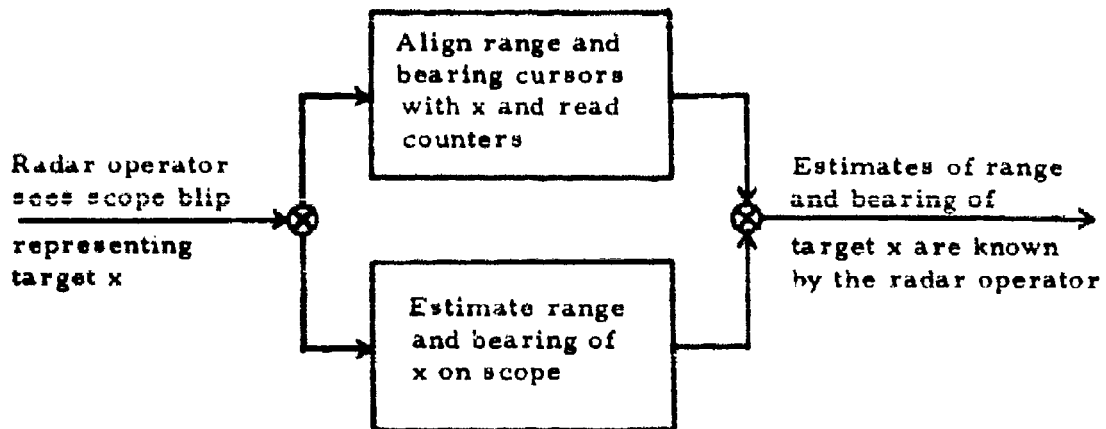 Align range and
bearing cursors
with x and read
counters
Radar operator
sees scope blip
representing
target x
Estimate range
and bearing of
x on scope
Estimates of range
and bearing of
target x are known
by the radar operator